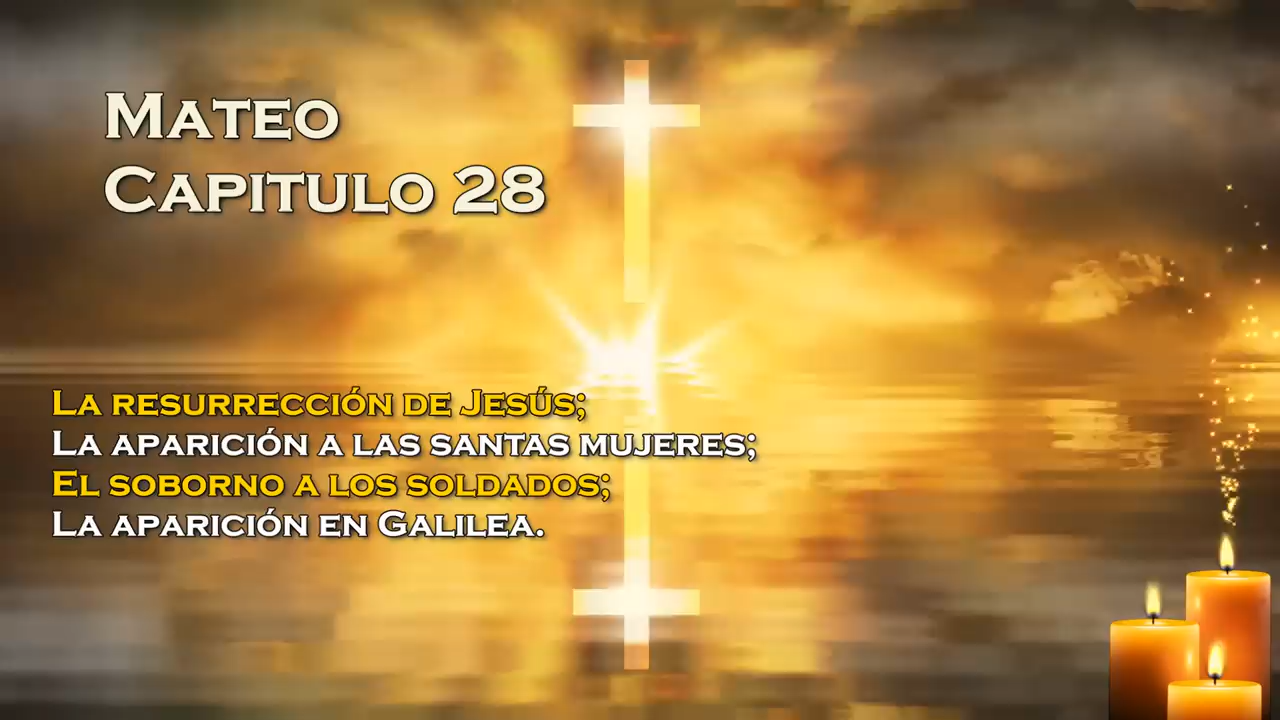 Mateo
Capitulo 28
La resurrección de Jesús;
La aparición a las santas mujeres;
El soborno a los soldados;
La aparición en Galilea.